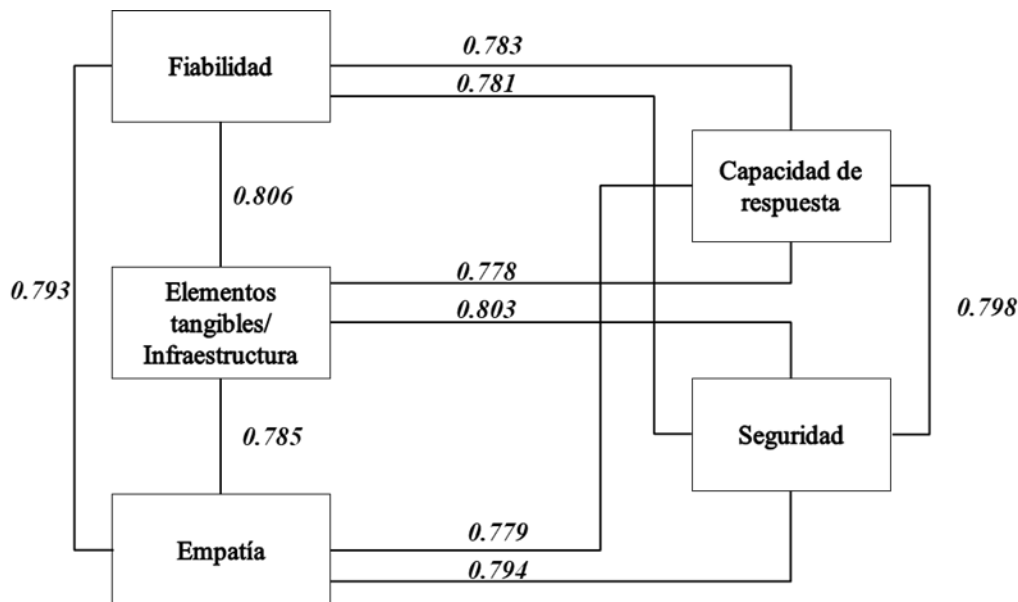 0.783
Fiabilidad
0.781
Capacidad de
respuesta
0.806
0.778
0.793
Elementos
tangibles/
Infraestructura
0.803
0.798
0.785
Seguridad
0.779
Empatía
0.794